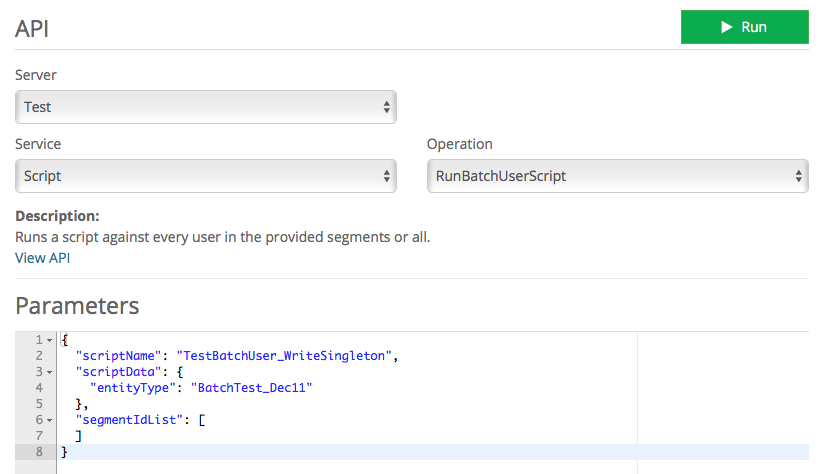 API
Run
Server
Test
Service
Operation
Script
RunBatchUserScript
Description:
Runs a script against every user in the provided segments or all.
View API
Parameters
1 {
2 "scriptName": "TestBatchUser_WriteSingleton",
3 "scriptData": {
4 "entityType": "BatchTest_Dec11"
5 },
6 "segmentIdList": [
7 ]
8 }